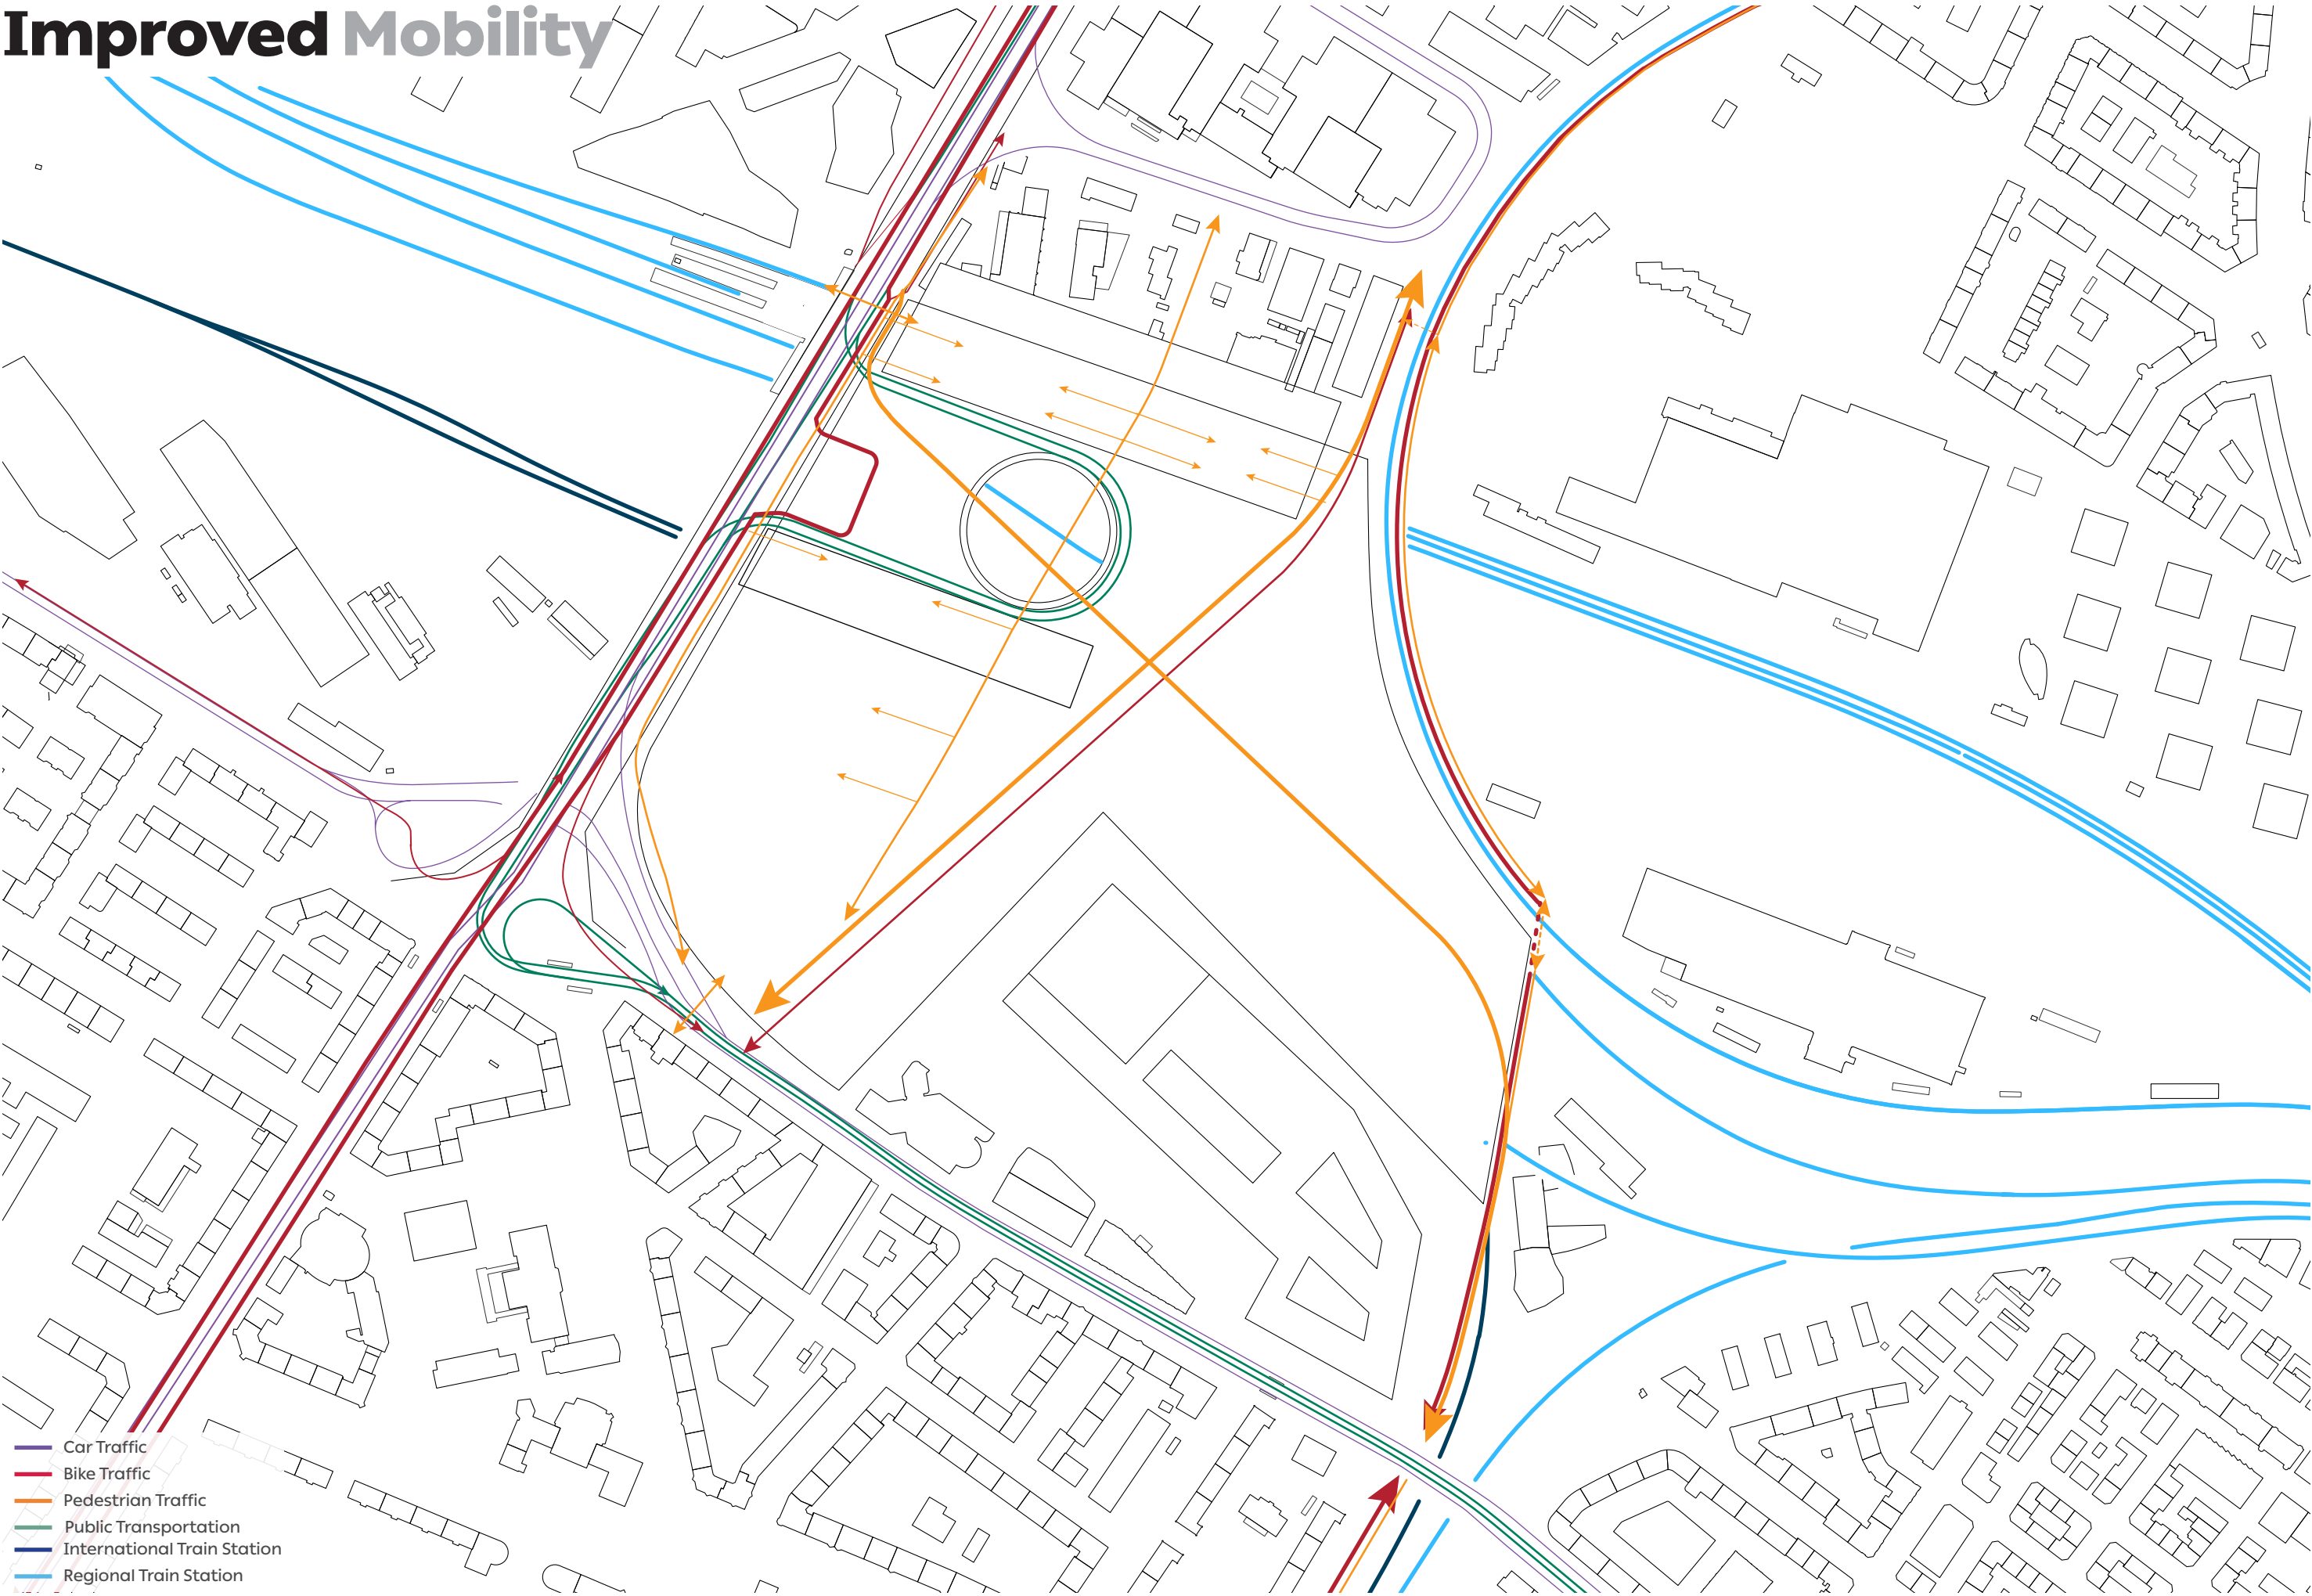 Improved Mobility
Car Traffic
Bike Traffic
Pedestrian Traffic
Public Transportation
International Train Station
Regional Train Station